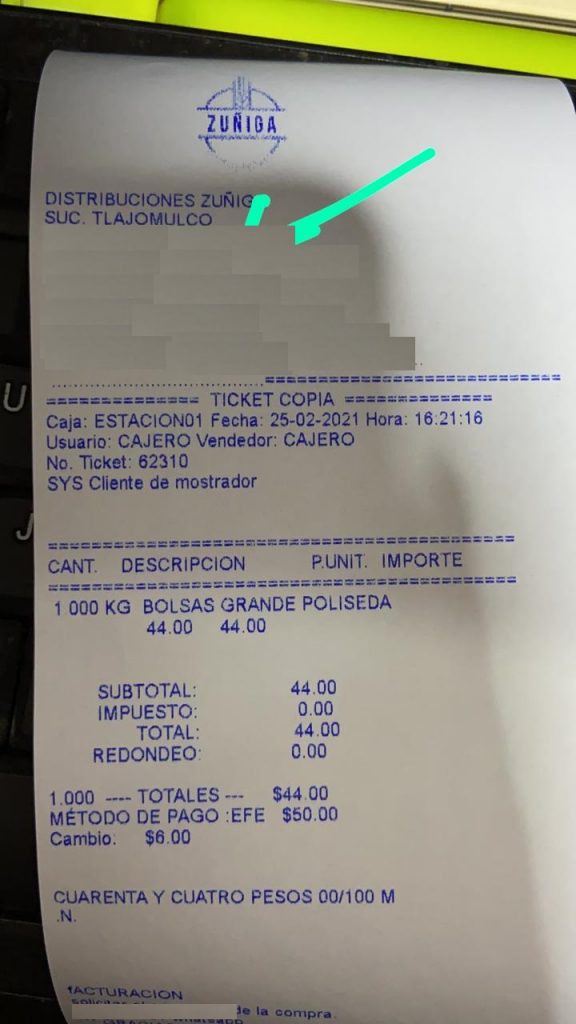 ZUÑIGA
DISTRIBUCIONES ZUÑIG
SUC. TLAJOMULCO
============== TICKET COPIA ==============
Caja: ESTACION01 Fecha: 25-02-2021 Hora: 16:21:16
Usuario: CAJERO Vendedor: CAJERO
No. Ticket: 62310
SYS Cliente de mostrador
CANT. DESCRIPCION P.UNIT. IMPORTE
1.000 KG BOLSAS GRANDE POLISEDA
44.00 44.00
SUBTOTAL: 44.00
IMPUESTO: 0.00
TOTAL: 44.00
REDONDEO: 0.00
1.000 ---- TOTALES --- $44.00
MÉTODO DE PAGO :EFE $50.00
Cambio: $6.00
CUARENTA Y CUATRO PESOS 00/100 M
.N.
fACTURACION
de la compra.
U
J